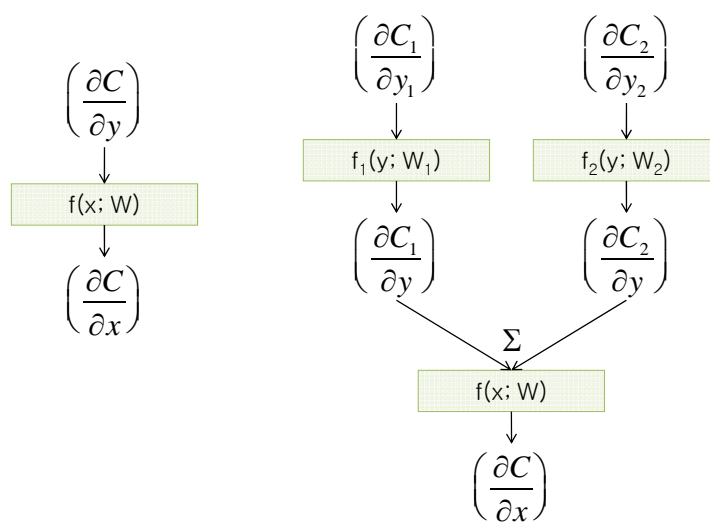 (∂C/∂y)
f(x; W)
(∂C/∂x)
(∂C₁/∂y₁)
(∂C₂/∂y₂)
f₁(y; W₁)
f₂(y; W₂)
(∂C₁/∂y)
(∂C₂/∂y)
Σ
f(x; W)
(∂C/∂x)